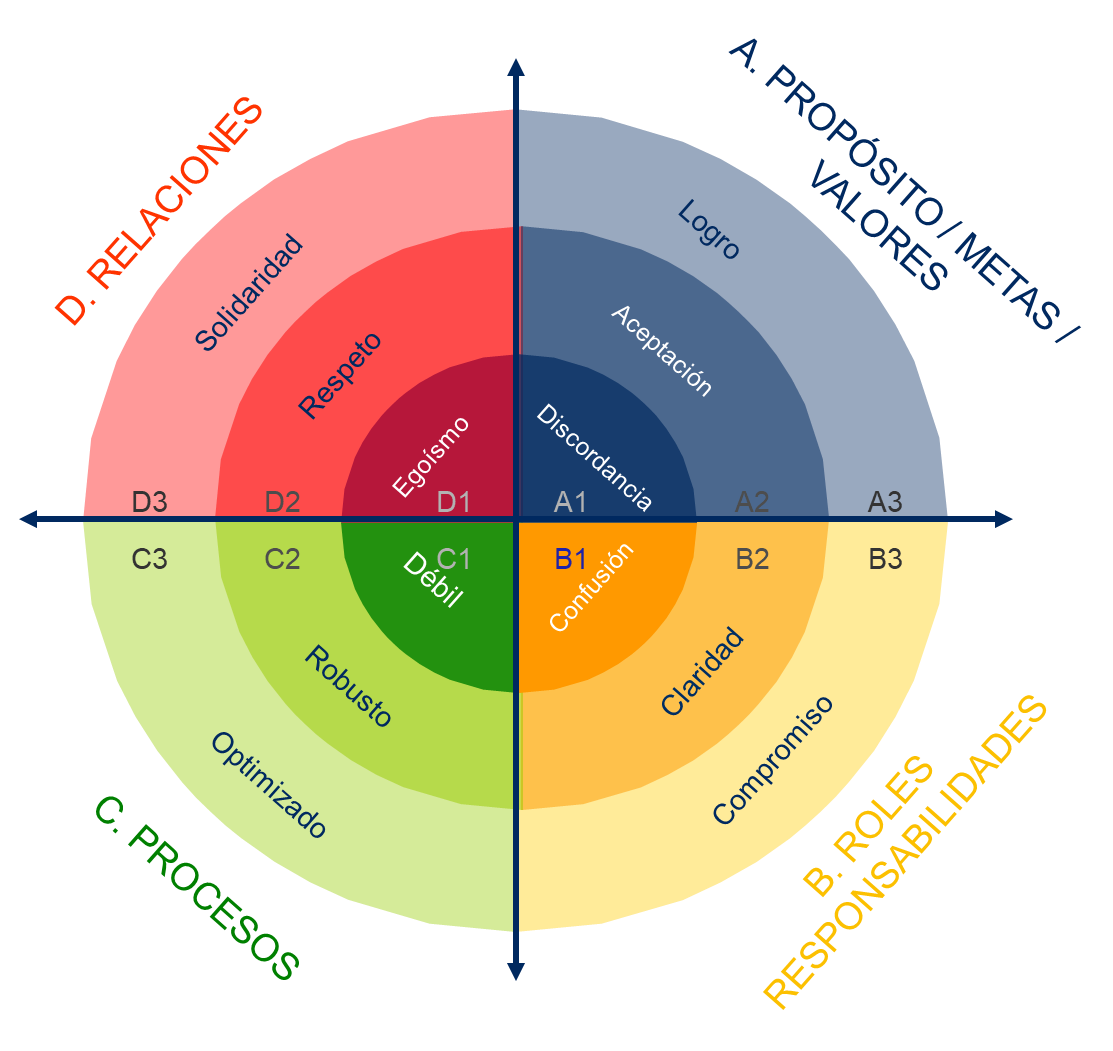 A. PROPÓSITO / METAS /
VALORES
D. RELACIONES
Logro
Solidaridad
Aceptación
Respeto
Discordancia
Egoísmo
D3
D2
D1
A1
A2
A3
C3
C2
C1
B1
B2
B3
Débil
Confusión
Robusto
Claridad
Optimizado
Compromiso
C. PROCESOS
B. ROLES
RESPONSABILIDADES